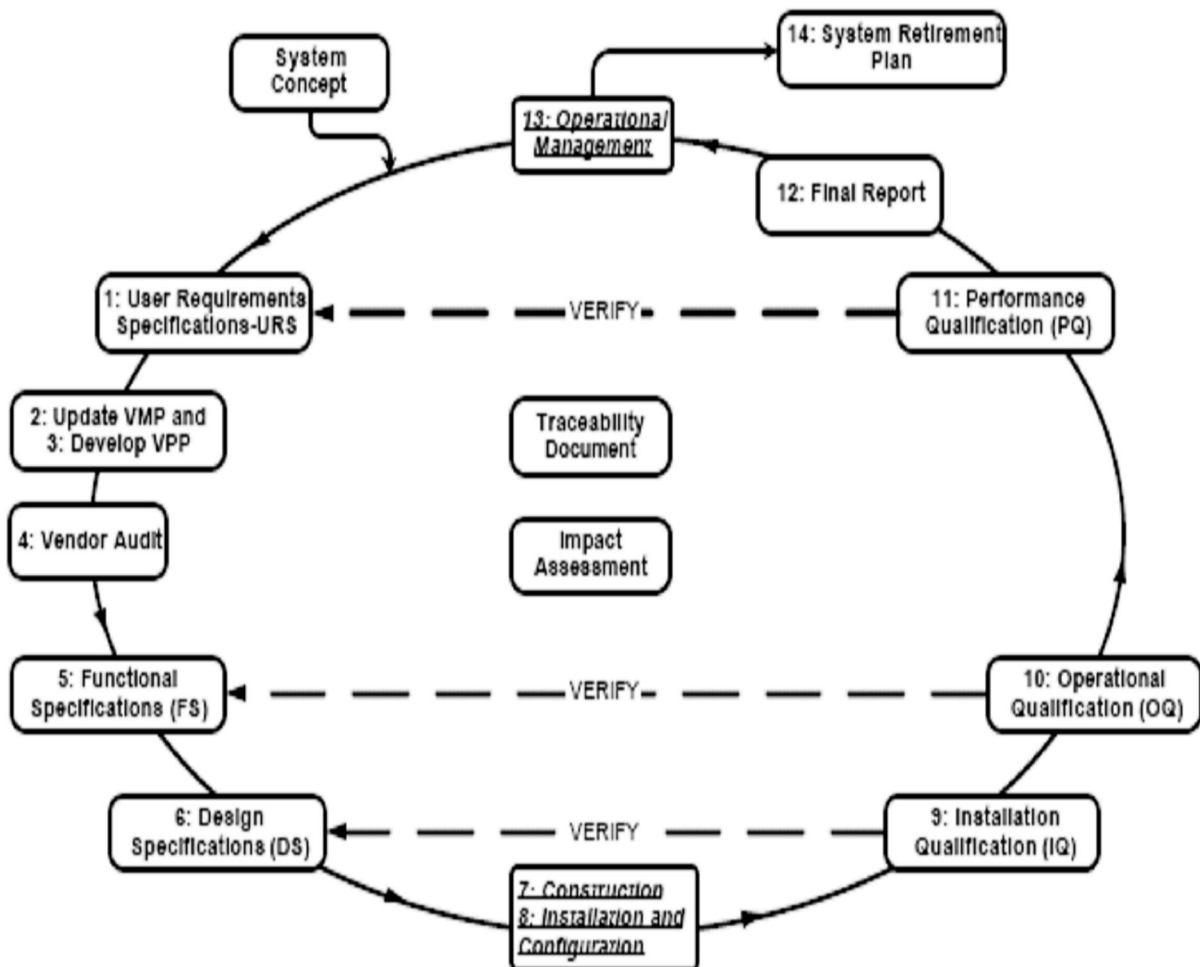 System
Concept
14: System Retirement
Plan
13: Operational
Management
12: Final Report
1: User Requirements
Specifications-URS
VERIFY
11: Performance
Qualification (PQ)
2: Update VMP and
3: Develop VPP
Traceability
Document
4: Vendor Audit
Impact
Assessment
5: Functional
Specifications (FS)
VERIFY
10: Operational
Qualification (OQ)
6: Design
Specifications (DS)
VERIFY
9: Installation
Qualification (IQ)
7: Construction
8: Installation and
Configuration